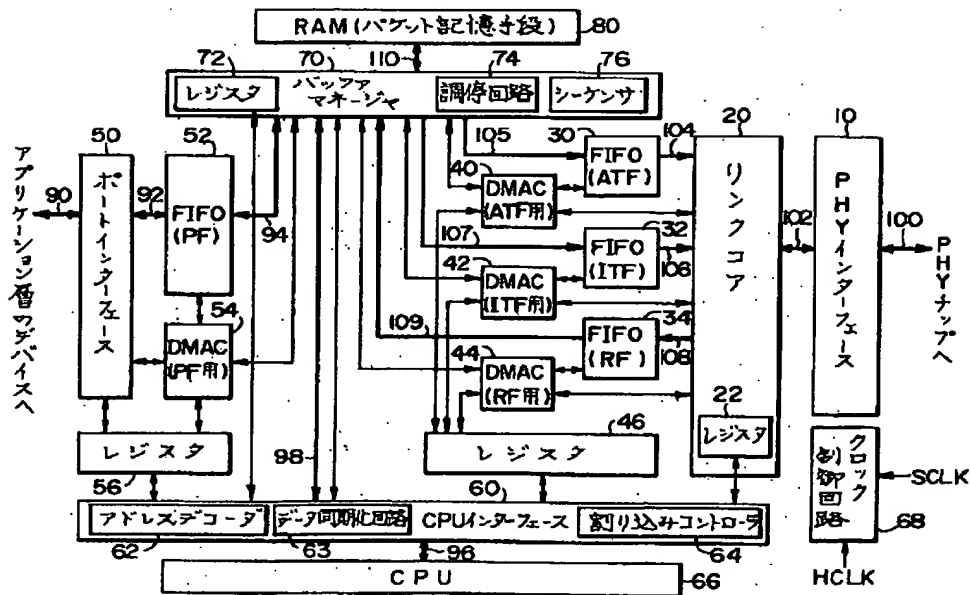 RAM(パケット記憶手段)
80
72
70
110
74
76
レジスタ
バッファ
マネージャ
調停回路
シーケンサ
50
52
105
30
104
20
10
アプリケーション層のデバイスへ
90
ポートインターフェース
92
FIFO
(PF)
94
40
DMAC
(ATF用)
FIFO
(ATF)
リンクコア
102
PHYインターフェース
100
PHYチップへ
107
32
42
DMAC
(ITF用)
FIFO
(ITF)
106
54
DMAC
(PF用)
109
34
44
DMAC
(RF用)
FIFO
(RF)
108
22
レジスタ
46
レジスタ
56
レジスタ
98
60
クロック
制御回路
SCLK
68
HCLK
アドレスデコーダ
データ同期化回路
CPUインターフェース
割り込みコントローラ
62
63
96
64
CPU
66